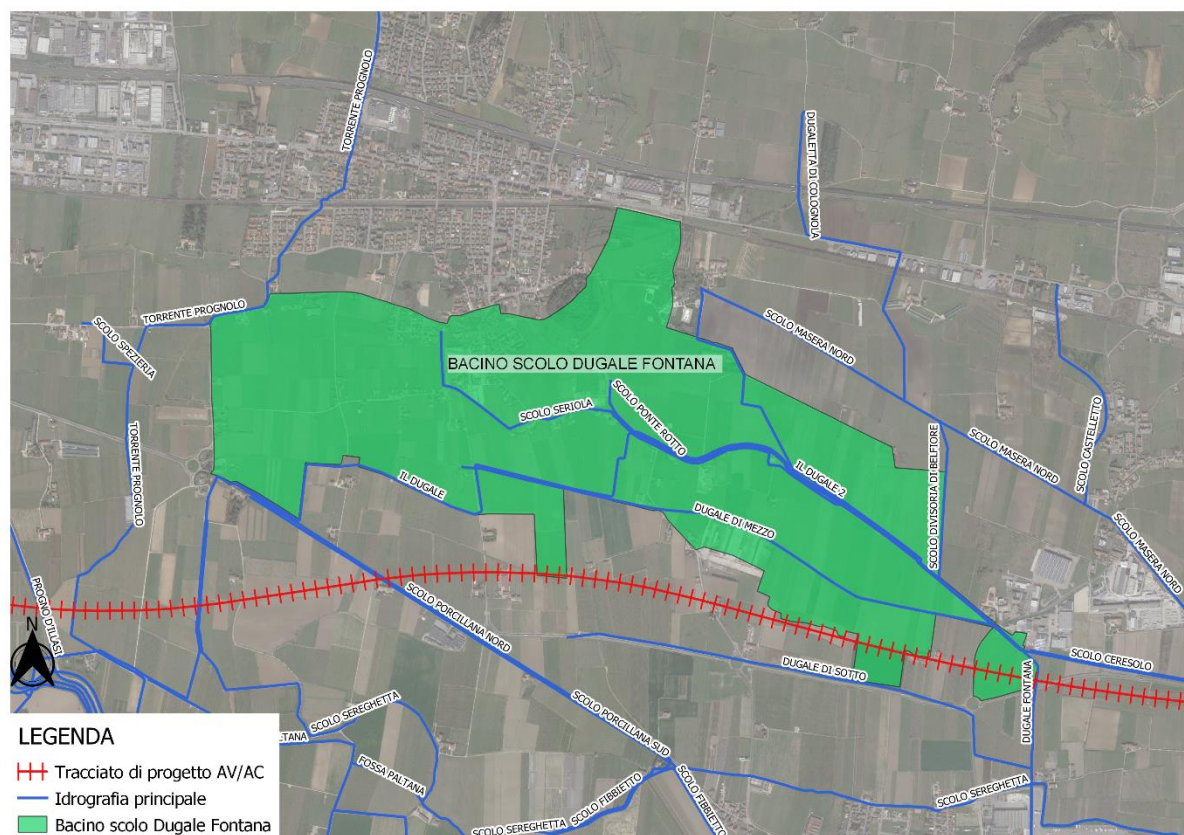 TORRENTE PROGNOLO
DUGALETTA DI COLOGNOLA
TORRENTE PROGNOLO
SCOLO SPEZIERIA
SCOLO MASERA NORD
BACINO SCOLO DUGALE FONTANA
SCOLO SERIOLA
SCOLO PONTE ROTTO
SCOLO CASTELLETTO
TORRENTE PROGNOLO
IL DUGALE
IL DUGALE 2
SCOLO DIVISORIA DI BELFIORE
SCOLO MASERA NORD
DUGALE DI MEZZO
SCOLO MASERA NORD
PROGNO D'ILLASI
SCOLO PORCILLANA NORD
N
DUGALE DI SOTTO
SCOLO CERESOLO
DUGALE FONTANA
SCOLO SEREGHETTA
SCOLO PORCILLANA SUD
ETANA
FOSSA PALTANA
SCOLO FIBBIETTO
SCOLO FIBBIETTO
SCOLO SEREGHETTA
SCOLO SEREGHETTA
LEGENDA
Tracciato di progetto AV/AC
Idrografia principale
Bacino scolo Dugale Fontana